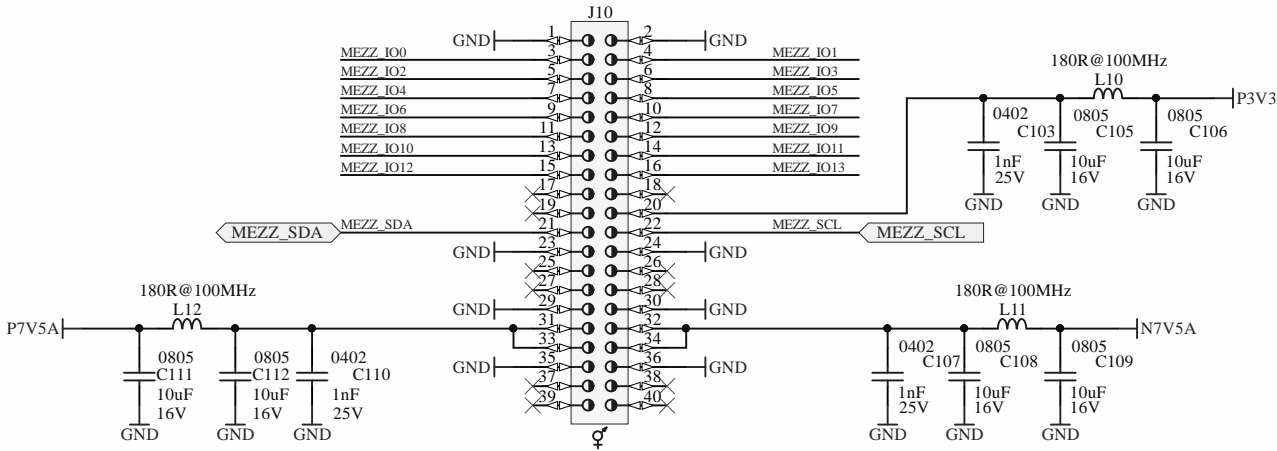 J10
GND 1 2 GND
MEZZ_IO0 3 4 MEZZ_IO1
MEZZ_IO2 5 6 MEZZ_IO3
MEZZ_IO4 7 8 MEZZ_IO5
MEZZ_IO6 9 10 MEZZ_IO7
MEZZ_IO8 11 12 MEZZ_IO9
MEZZ_IO10 13 14 MEZZ_IO11
MEZZ_IO12 15 16 MEZZ_IO13
17 18
19 20
MEZZ_SDA MEZZ_SDA 21 22 MEZZ_SCL MEZZ_SCL
GND 23 24 GND
25 26
27 28
GND 29 30 GND
31 32
33 34
GND 35 36 GND
37 38
39 40
180R@100MHz
L10
P3V3
0402 0805 0805
C103 C105 C106
1nF 10uF 10uF
25V 16V 16V
GND GND GND
180R@100MHz
L12
P7V5A
0805 0805 0402
C111 C112 C110
10uF 10uF 1nF
16V 16V 25V
GND GND GND
180R@100MHz
L11
N7V5A
0402 0805 0805
C107 C108 C109
1nF 10uF 10uF
25V 16V 16V
GND GND GND